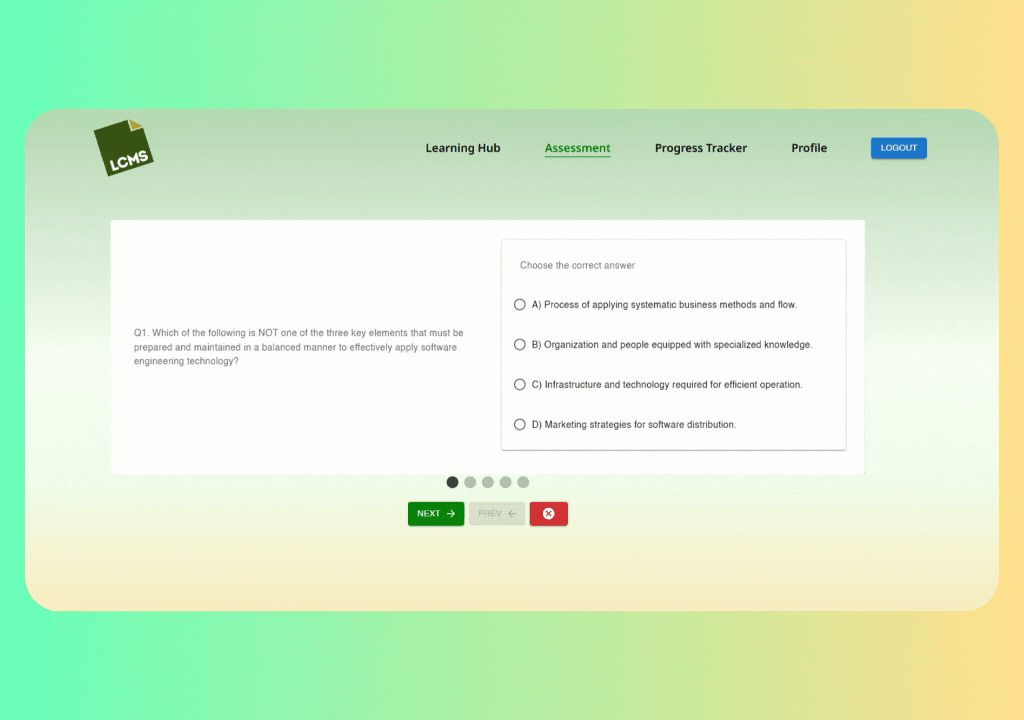 LCMS
Learning Hub
Assessment
Progress Tracker
Profile
LOGOUT
Q1. Which of the following is NOT one of the three key elements that must be
prepared and maintained in a balanced manner to effectively apply software
engineering technology?
Choose the correct answer
A) Process of applying systematic business methods and flow.
B) Organization and people equipped with specialized knowledge.
C) Infrastructure and technology required for efficient operation.
D) Marketing strategies for software distribution.
NEXT
PREV